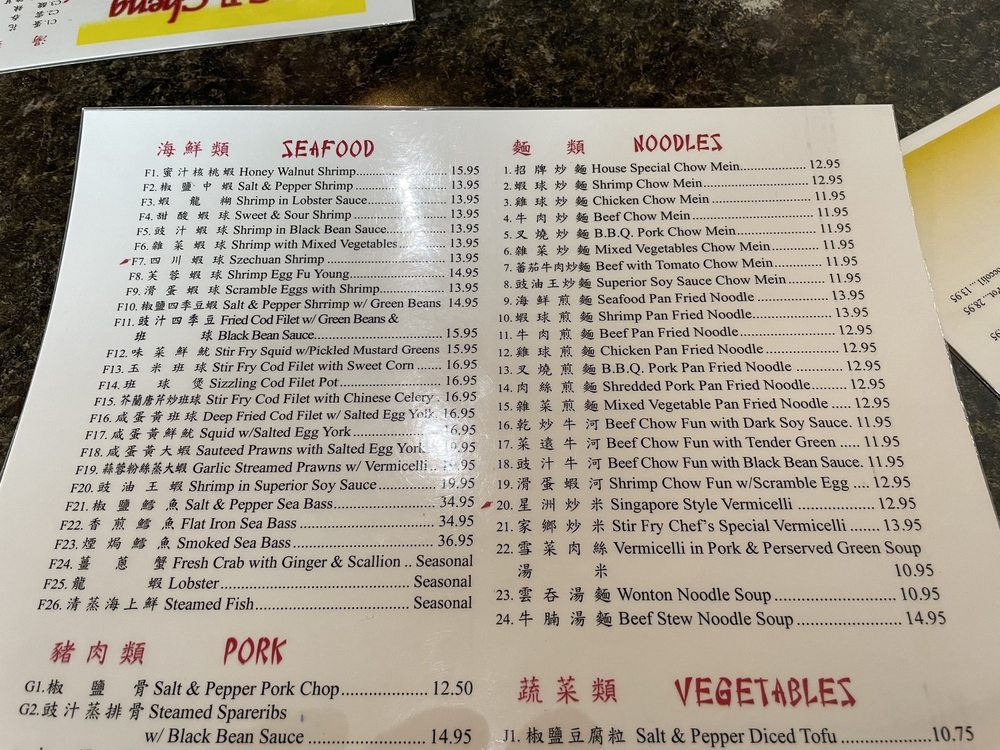 海鮮類 SEAFOOD
F1. 蜜汁核桃蝦 Honey Walnut Shrimp 15.95
F2. 椒鹽中蝦 Salt & Pepper Shrimp 13.95
F3. 蝦龍糊 Shrimp in Lobster Sauce 13.95
F4. 甜酸蝦球 Sweet & Sour Shrimp 13.95
F5. 豉汁蝦球 Shrimp in Black Bean Sauce 13.95
F6. 雜菜蝦球 Shrimp with Mixed Vegetables 13.95
F7. 四川蝦球 Szechuan Shrimp 13.95
F8. 芙蓉蝦球 Shrimp Egg Fu Young 14.95
F9. 滑蛋蝦球 Scramble Eggs with Shrimp 13.95
F10. 椒鹽四季豆蝦 Salt & Pepper Shrrimp w/ Green Beans 14.95
F11. 豉汁四季豆 Fried Cod Filet w/ Green Beans &
班球 Black Bean Sauce 15.95
F12. 味菜鮮魷 Stir Fry Squid w/Pickled Mustard Greens 15.95
F13. 玉米班球 Stir Fry Cod Filet with Sweet Corn 16.95
F14. 班球煲 Sizzling Cod Filet Pot 16.95
F15. 芥蘭唐芹炒班球 Stir Fry Cod Filet with Chinese Celery 16.95
F16. 咸蛋黃班球 Deep Fried Cod Filet w/ Salted Egg Yolk 16.95
F17. 咸蛋黃鮮魷 Squid w/Salted Egg York 16.95
F18. 咸蛋黃大蝦 Sauteed Prawns with Salted Egg York
F19. 蒜蓉粉絲蒸大蝦 Garlic Streamed Prawns w/ Vermicelli
F20. 豉油王蝦 Shrimp in Superior Soy Sauce 19.95
F21. 椒鹽鱈魚 Salt & Pepper Sea Bass 34.95
F22. 香煎鱈魚 Flat Iron Sea Bass 34.95
F23. 煙焗鱈魚 Smoked Sea Bass 36.95
F24. 薑蔥蟹 Fresh Crab with Ginger & Scallion .. Seasonal
F25. 龍蝦 Lobster Seasonal
F26. 清蒸海上鮮 Steamed Fish Seasonal
豬肉類 PORK
G1. 椒鹽骨 Salt & Pepper Pork Chop 12.50
G2. 豉汁蒸排骨 Steamed Spareribs
w/ Black Bean Sauce 14.95
麵類 NOODLES
1. 招牌炒麵 House Special Chow Mein 12.95
2. 蝦球炒麵 Shrimp Chow Mein 12.95
3. 雞球炒麵 Chicken Chow Mein 11.95
4. 牛肉炒麵 Beef Chow Mein 11.95
5. 叉燒炒麵 B.B.Q. Pork Chow Mein 11.95
6. 雜菜炒麵 Mixed Vegetables Chow Mein 11.95
7. 蕃茄牛肉炒麵 Beef with Tomato Chow Mein 11.95
8. 豉油王炒麵 Superior Soy Sauce Chow Mein 11.95
9. 海鮮煎麵 Seafood Pan Fried Noodle 13.95
10. 蝦球煎麵 Shrimp Pan Fried Noodle 13.95
11. 牛肉煎麵 Beef Pan Fried Noodle 12.95
12. 雞球煎麵 Chicken Pan Fried Noodle 12.95
13. 叉燒煎麵 B.B.Q. Pork Pan Fried Noodle 12.95
14. 肉絲煎麵 Shredded Pork Pan Fried Noodle 12.95
15. 雜菜煎麵 Mixed Vegetable Pan Fried Noodle 12.95
16. 乾炒牛河 Beef Chow Fun with Dark Soy Sauce. 11.95
17. 菜遠牛河 Beef Chow Fun with Tender Green 11.95
18. 豉汁牛河 Beef Chow Fun with Black Bean Sauce. 11.95
19. 滑蛋蝦河 Shrimp Chow Fun w/Scramble Egg 12.95
20. 星洲炒米 Singapore Style Vermicelli 12.95
21. 家鄉炒米 Stir Fry Chef's Special Vermicelli 13.95
22. 雪菜肉絲 Vermicelli in Pork & Perserved Green Soup
湯米 10.95
23. 雲吞湯麵 Wonton Noodle Soup 10.95
24. 牛腩湯麵 Beef Stew Noodle Soup 14.95
蔬菜類 VEGETABLES
J1. 椒鹽豆腐粒 Salt & Pepper Diced Tofu 10.75